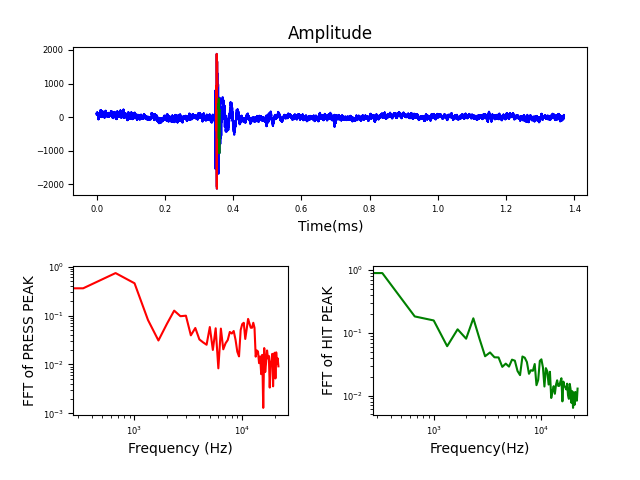 Amplitude
2000
1000
0
−1000
−2000
0.0 0.2 0.4 0.6 0.8 1.0 1.2 1.4
Time(ms)
FFT of PRESS PEAK
10⁰
10⁻¹
10⁻²
10⁻³
10³ 10⁴
Frequency (Hz)
FFT of HIT PEAK
10⁰
10⁻¹
10⁻²
10³ 10⁴
Frequency(Hz)